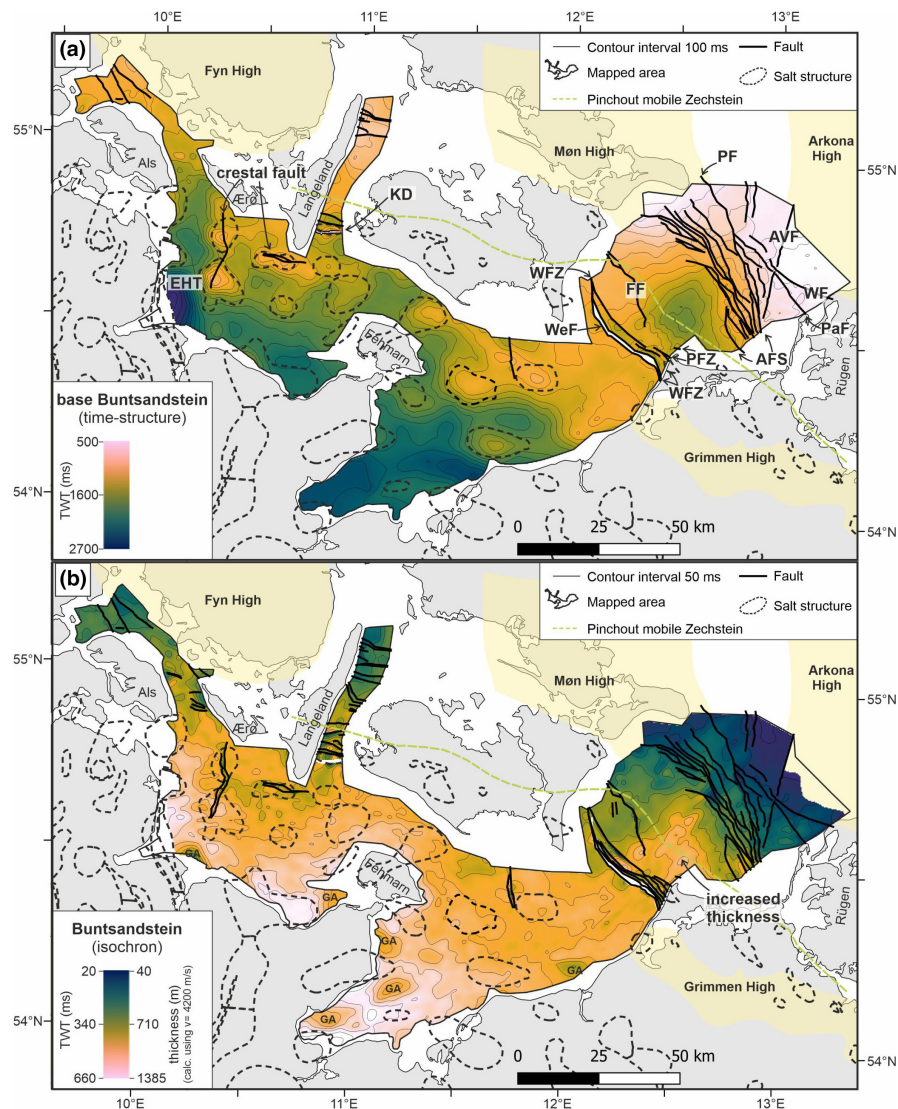 10°E 11°E 12°E 13°E
(a)
Contour interval 100 ms
Fault
Mapped area
Salt structure
Pinchout mobile Zechstein
Fyn High
55°N
55°N
Als
crestal fault
Ærø
Langeland
KD
Møn High
PF
Arkona
High
AVF
WFZ
FF
WF
EHT
WeF
PaF
PFZ
AFS
WFZ
Fehmarn
Rügen
base Buntsandstein
(time-structure)
500
TWT (ms)
1600
2700
Grimmen High
54°N
54°N
0 25 50 km
(b)
Contour interval 50 ms
Fault
Mapped area
Salt structure
Pinchout mobile Zechstein
Fyn High
55°N
55°N
Als
Ærø
Langeland
Møn High
Arkona
High
GA
Fehmarn
GA
increased
thickness
Rügen
GA
GA
GA
GA
Buntsandstein
(isochron)
20 40
TWT (ms)
340 710
thickness (m)
(calc. using v= 4200 m/s)
660 1385
Grimmen High
54°N
54°N
0 25 50 km
10°E 11°E 12°E 13°E